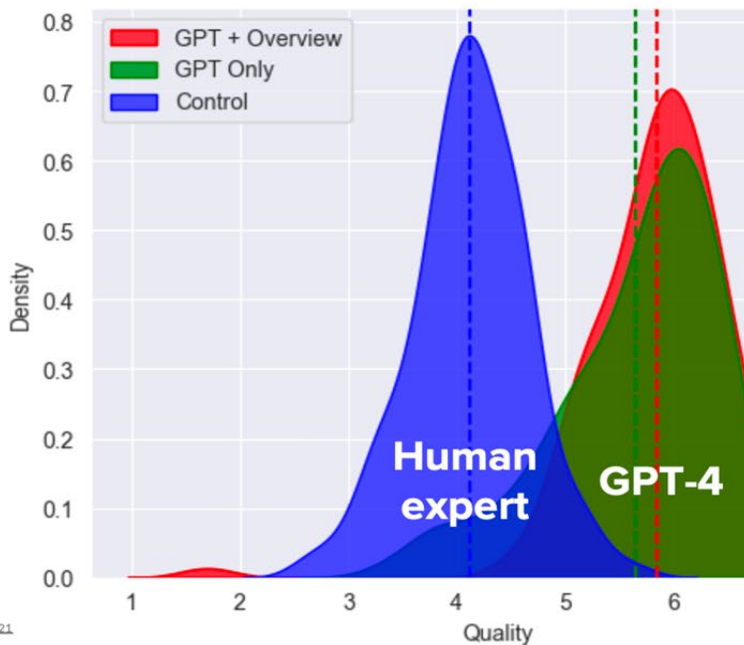 0.8
0.7
0.6
0.5
0.4
0.3
0.2
0.1
0.0
Density
GPT + Overview
GPT Only
Control
Human
expert
GPT-4
1 2 3 4 5 6
Quality
21